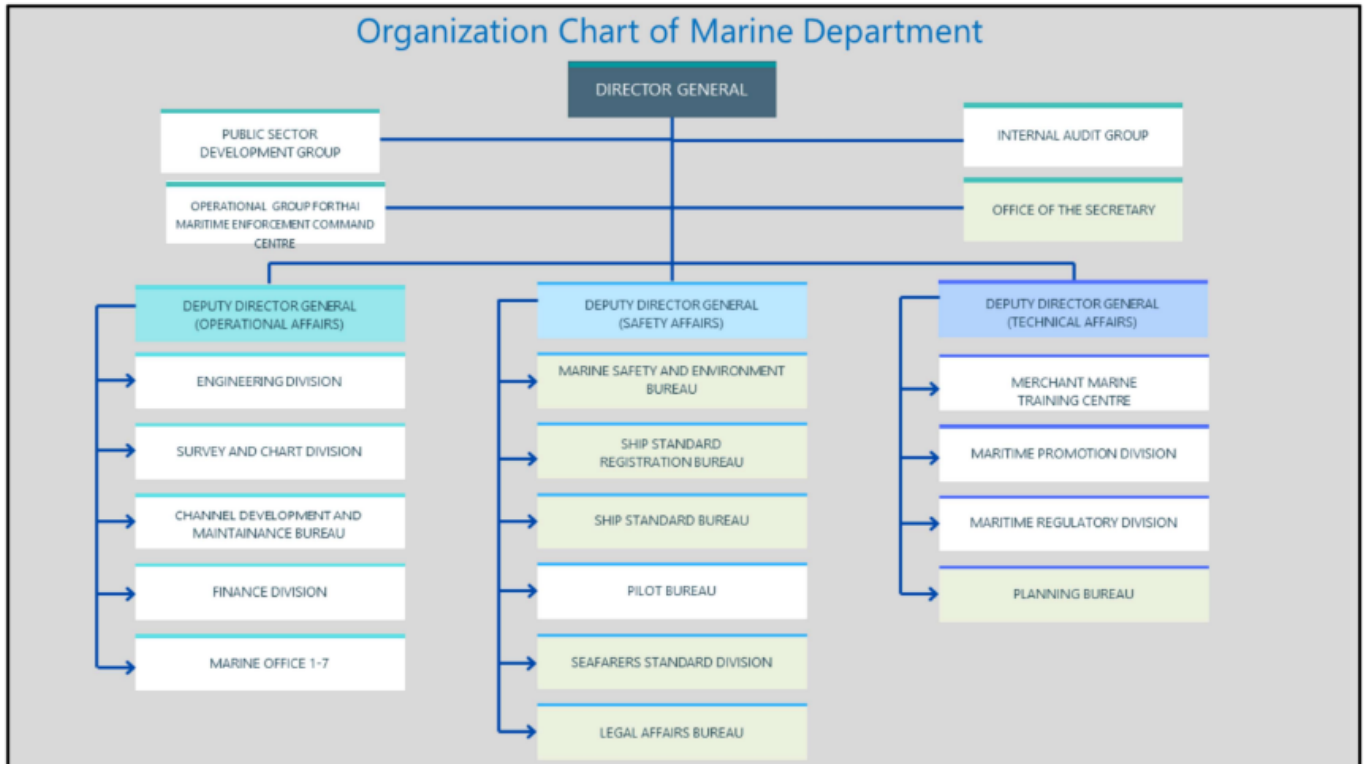 Organization Chart of Marine Department
DIRECTOR GENERAL
PUBLIC SECTOR
DEVELOPMENT GROUP
INTERNAL AUDIT GROUP
OPERATIONAL GROUP FORTHAI
MARITIME ENFORCEMENT COMMAND
CENTRE
OFFICE OF THE SECRETARY
DEPUTY DIRECTOR GENERAL
(OPERATIONAL AFFAIRS)
ENGINEERING DIVISION
SURVEY AND CHART DIVISION
CHANNEL DEVELOPMENT AND
MAINTAINANCE BUREAU
FINANCE DIVISION
MARINE OFFICE 1-7
DEPUTY DIRECTOR GENERAL
(SAFETY AFFAIRS)
MARINE SAFETY AND ENVIRONMENT
BUREAU
SHIP STANDARD
REGISTRATION BUREAU
SHIP STANDARD BUREAU
PILOT BUREAU
SEAFARERS STANDARD DIVISION
LEGAL AFFAIRS BUREAU
DEPUTY DIRECTOR GENERAL
(TECHNICAL AFFAIRS)
MERCHANT MARINE
TRAINING CENTRE
MARITIME PROMOTION DIVISION
MARITIME REGULATORY DIVISION
PLANNING BUREAU